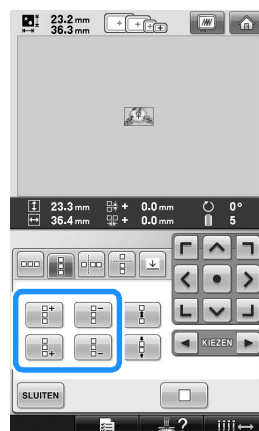 23.2 mm
36.3 mm
23.3 mm + 0.0 mm 0°
36.4 mm + 0.0 mm 5
KIEZEN
SLUITEN
?